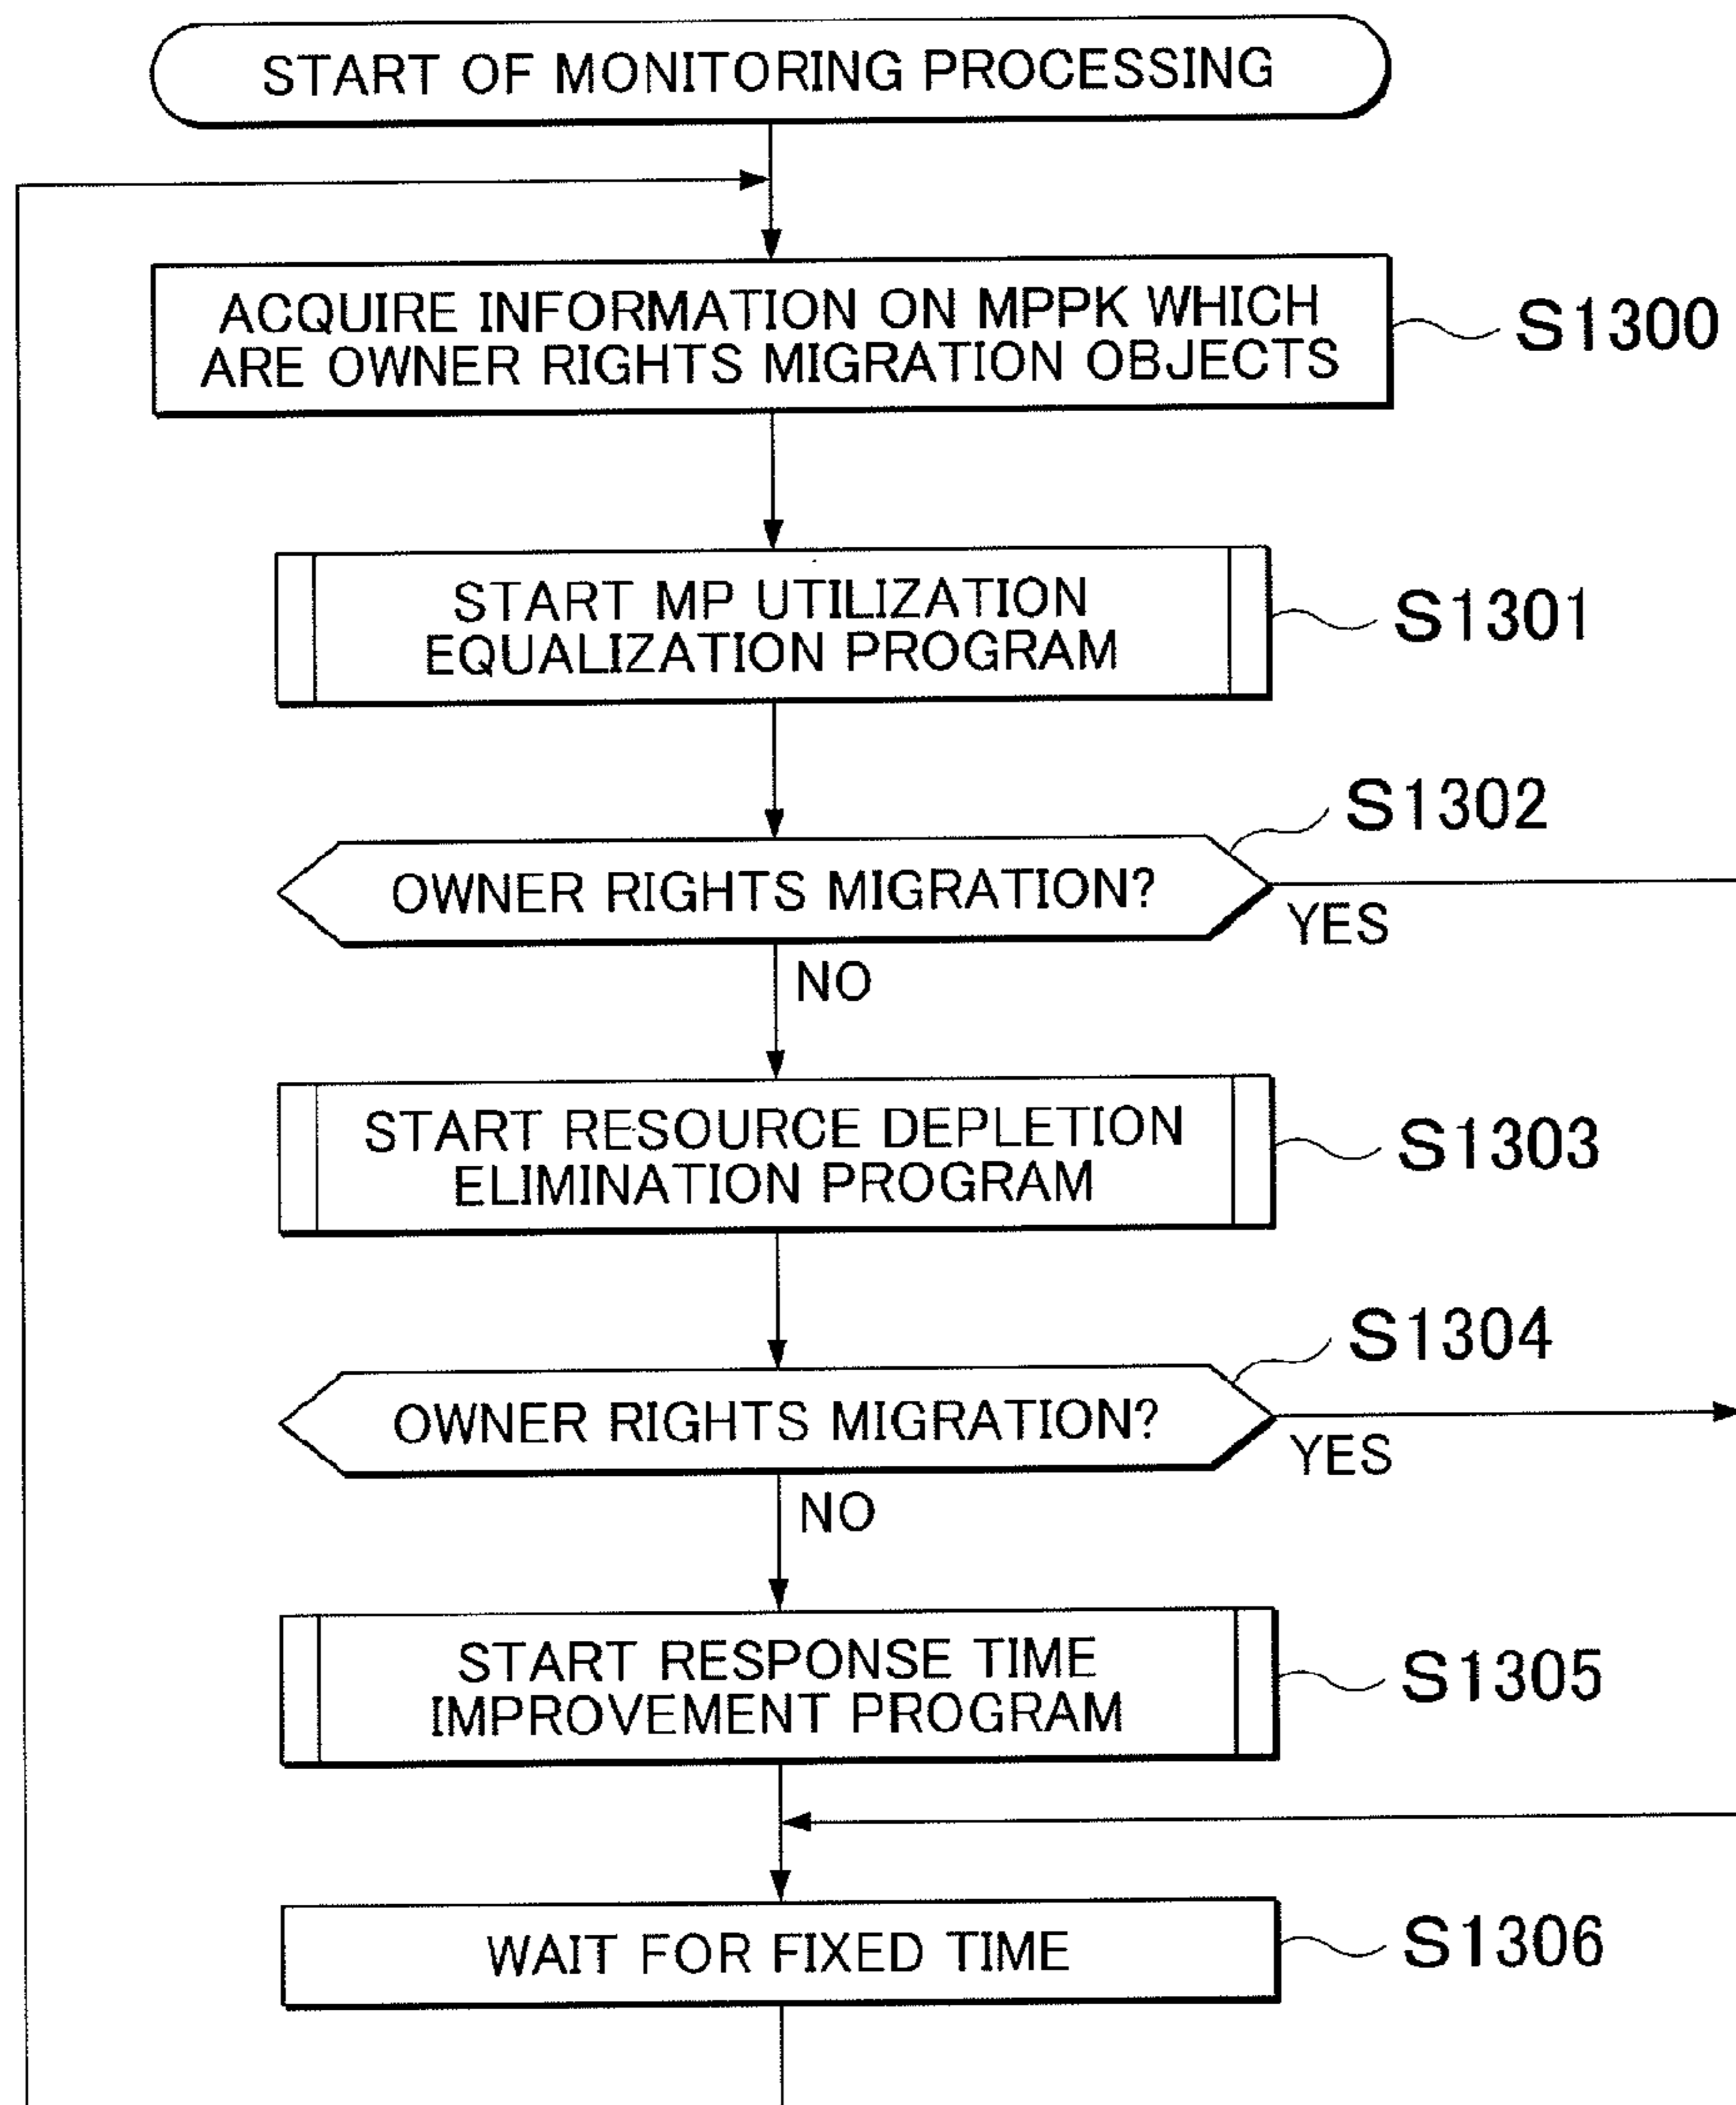 START OF MONITORING PROCESSING
ACQUIRE INFORMATION ON MPPK WHICH
ARE OWNER RIGHTS MIGRATION OBJECTS
S1300
START MP UTILIZATION
EQUALIZATION PROGRAM
S1301
S1302
OWNER RIGHTS MIGRATION?
YES
NO
START RESOURCE DEPLETION
ELIMINATION PROGRAM
S1303
S1304
OWNER RIGHTS MIGRATION?
YES
NO
START RESPONSE TIME
IMPROVEMENT PROGRAM
S1305
WAIT FOR FIXED TIME
S1306